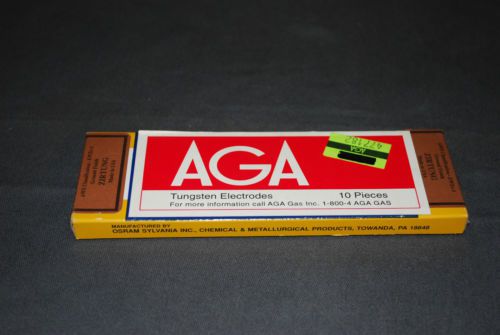 AGA
Tungsten Electrodes 10 Pieces
For more information call AGA Gas Inc. 1-800-4 AGA GAS
ZIRTUNG
MANUFACTURED BY
OSRAM SYLVANIA INC., CHEMICAL & METALLURGICAL PRODUCTS, TOWANDA, PA 18848